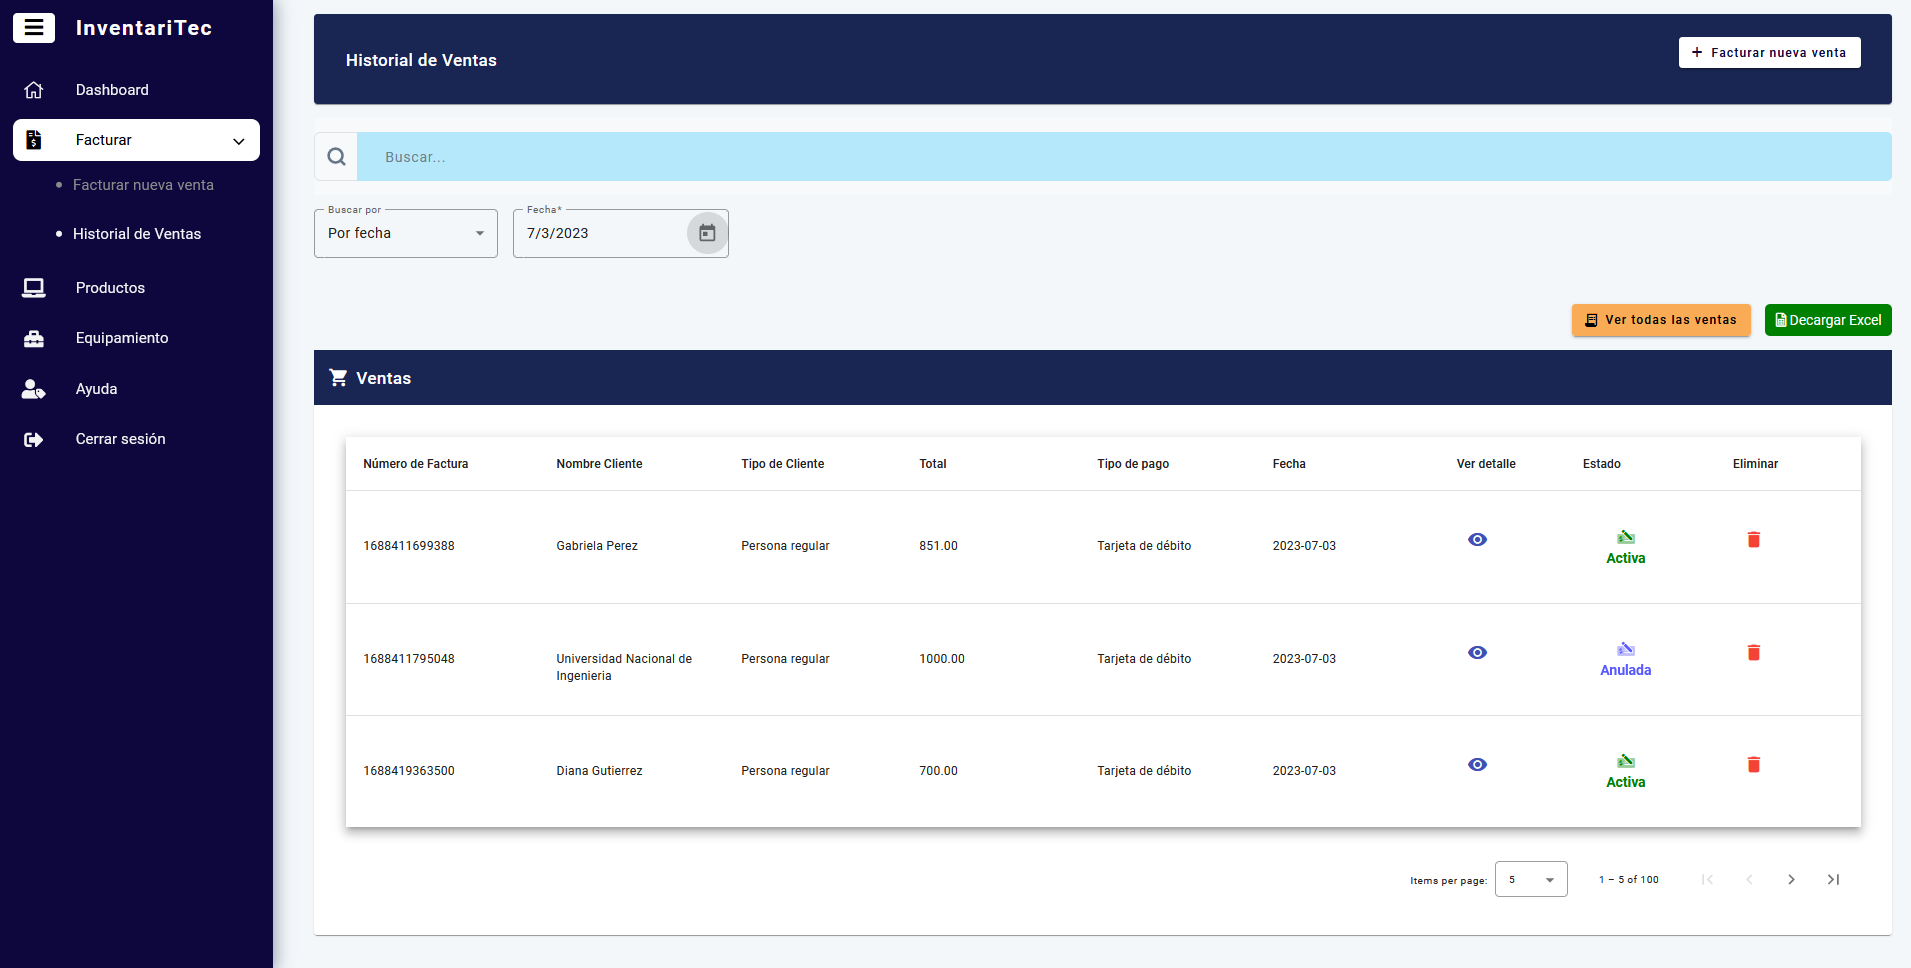 InventariTec
Dashboard
Facturar
Facturar nueva venta
Historial de Ventas
Productos
Equipamiento
Ayuda
Cerrar sesión
Historial de Ventas
+ Facturar nueva venta
Buscar...
Buscar por
Por fecha
Fecha*
7/3/2023
Ver todas las ventas
Decargar Excel
Ventas
Número de Factura Nombre Cliente Tipo de Cliente Total Tipo de pago Fecha Ver detalle Estado Eliminar
1688411699388 Gabriela Perez Persona regular 851.00 Tarjeta de débito 2023-07-03 Activa
1688411795048 Universidad Nacional de Persona regular 1000.00 Tarjeta de débito 2023-07-03 Anulada
Ingenieria
1688419363500 Diana Gutierrez Persona regular 700.00 Tarjeta de débito 2023-07-03 Activa
Items per page: 5 1 – 5 of 100